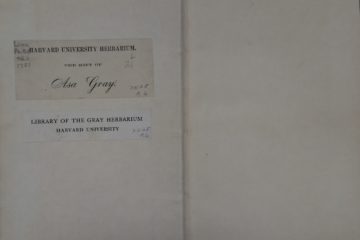 HARVARD UNIVERSITY HERBARIUM.
THE GIFT OF
Asa Gray.
LIBRARY OF THE GRAY HERBARIUM
HARVARD UNIVERSITY